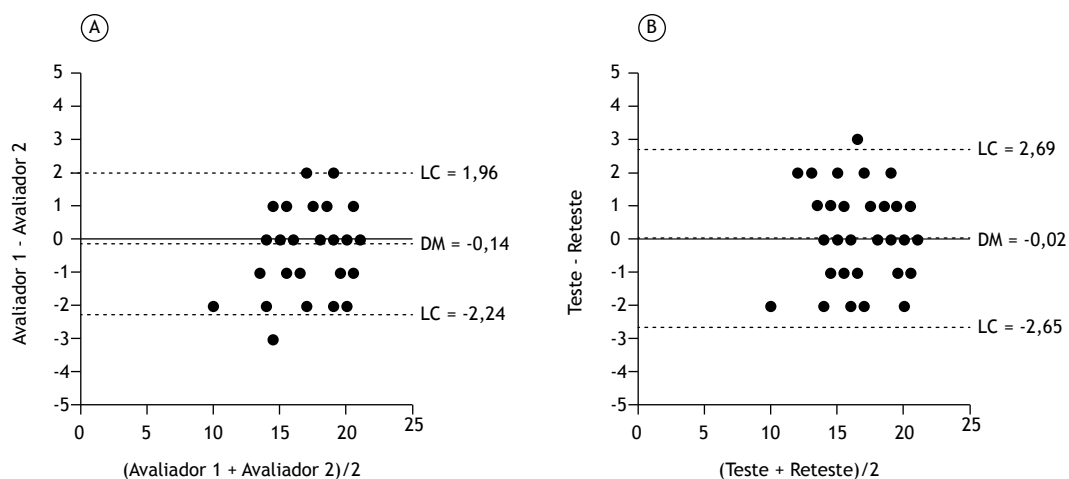 A
5
4
3
2
1
0
-1
-2
-3
-4
-5
Avaliador 1 - Avaliador 2
LC = 1,96
DM = -0,14
LC = -2,24
0
5
10
15
20
25
(Avaliador 1 + Avaliador 2)/2
B
5
4
3
2
1
0
-1
-2
-3
-4
-5
Teste - Reteste
LC = 2,69
DM = -0,02
LC = -2,65
0
5
10
15
20
25
(Teste + Reteste)/2